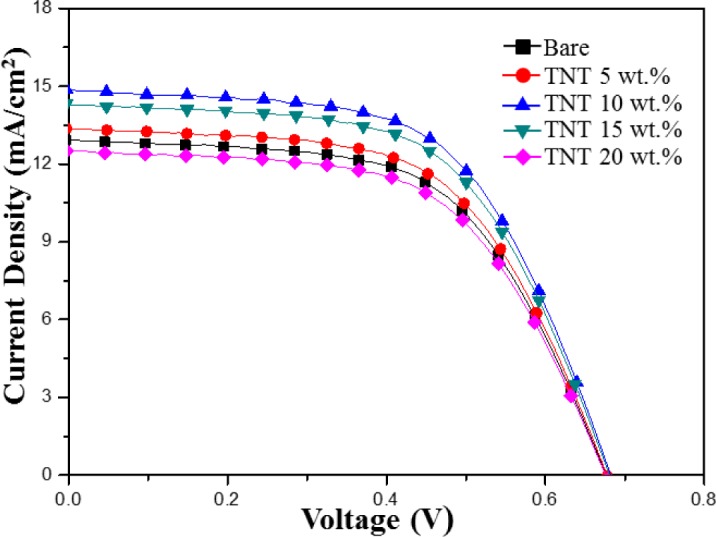 18
15
12
9
6
3
0
Current Density (mA/cm²)
Bare
TNT 5 wt.%
TNT 10 wt.%
TNT 15 wt.%
TNT 20 wt.%
0.0 0.2 0.4 0.6 0.8
Voltage (V)